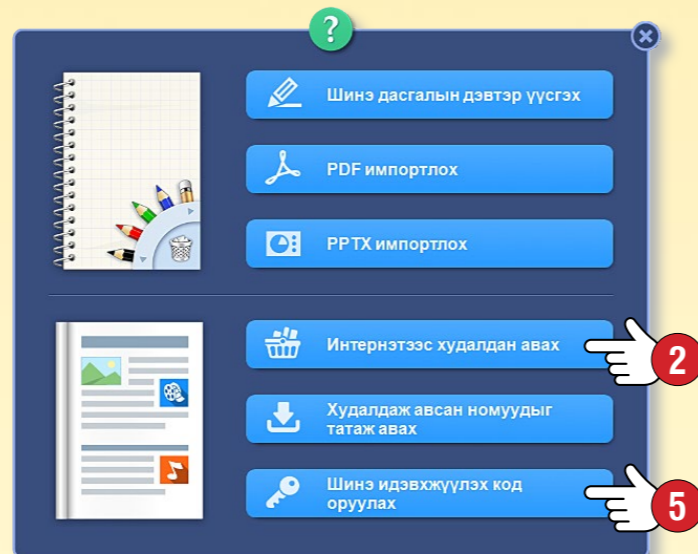 ?
Шинэ дасгалын дэвтэр үүсгэх
PDF импортлох
PPTX импортлох
Интернэтээс худалдан авах
2
Худалдаж авсан номуудыг
татаж авах
Шинэ идэвхжүүлэх код
оруулах
5